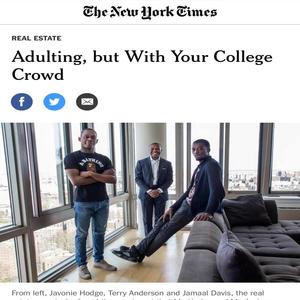 The New York Times
REAL ESTATE
Adulting, but With Your College
Crowd
From left, Javonie Hodge, Terry Anderson and Jamaal Davis, the real